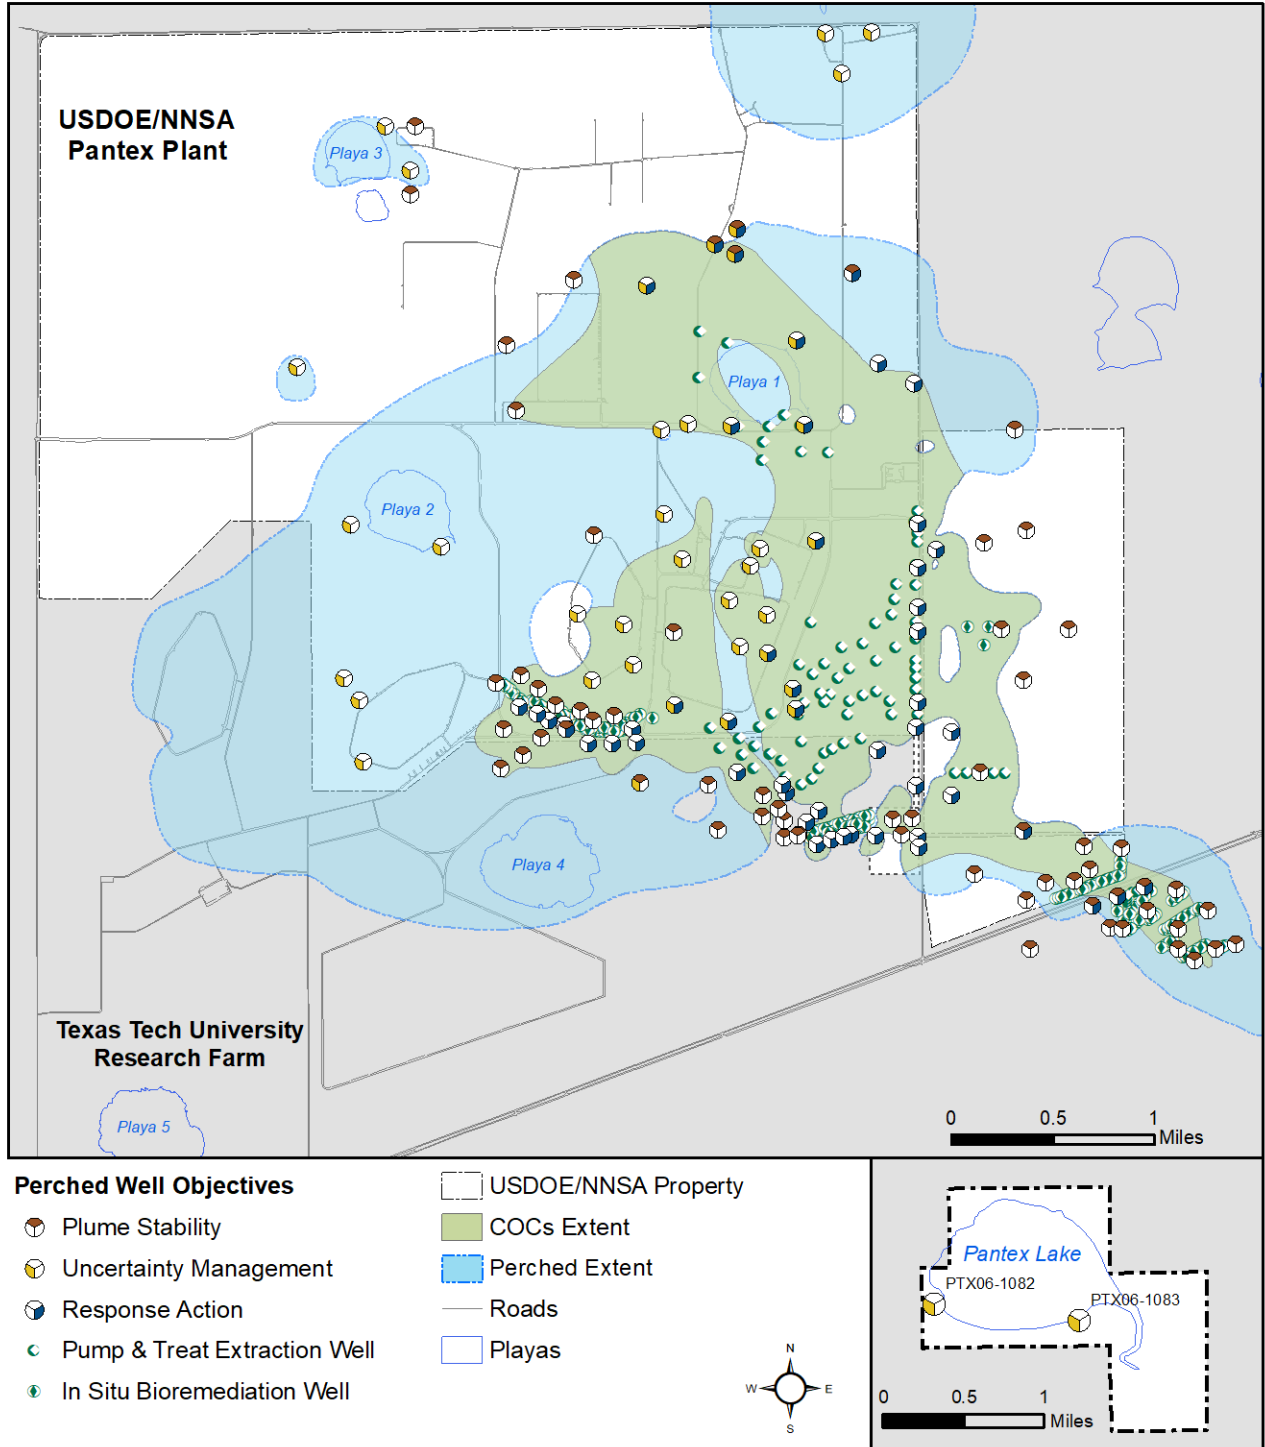 USDOE/NNSA
Pantex Plant
Playa 3
Playa 1
Playa 2
Playa 4
Texas Tech University
Research Farm
Playa 5
0 0.5 1
Miles
Perched Well Objectives
Plume Stability
Uncertainty Management
Response Action
Pump & Treat Extraction Well
In Situ Bioremediation Well
USDOE/NNSA Property
COCs Extent
Perched Extent
Roads
Playas
N
W E
S
Pantex Lake
PTX06-1082
PTX06-1083
0 0.5 1
Miles